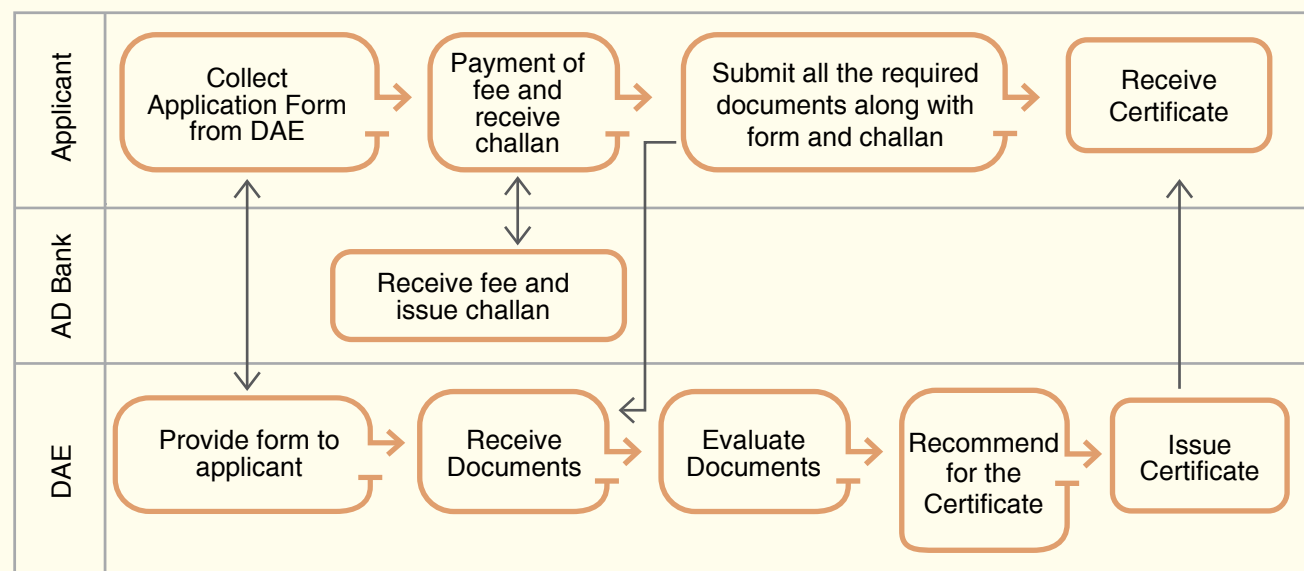 Applicant
Collect
Application Form
from DAE
Payment of
fee and
receive
challan
Submit all the required
documents along with
form and challan
Receive
Certificate
AD Bank
Receive fee and
issue challan
DAE
Provide form to
applicant
Receive
Documents
Evaluate
Documents
Recommend
for the
Certificate
Issue
Certificate